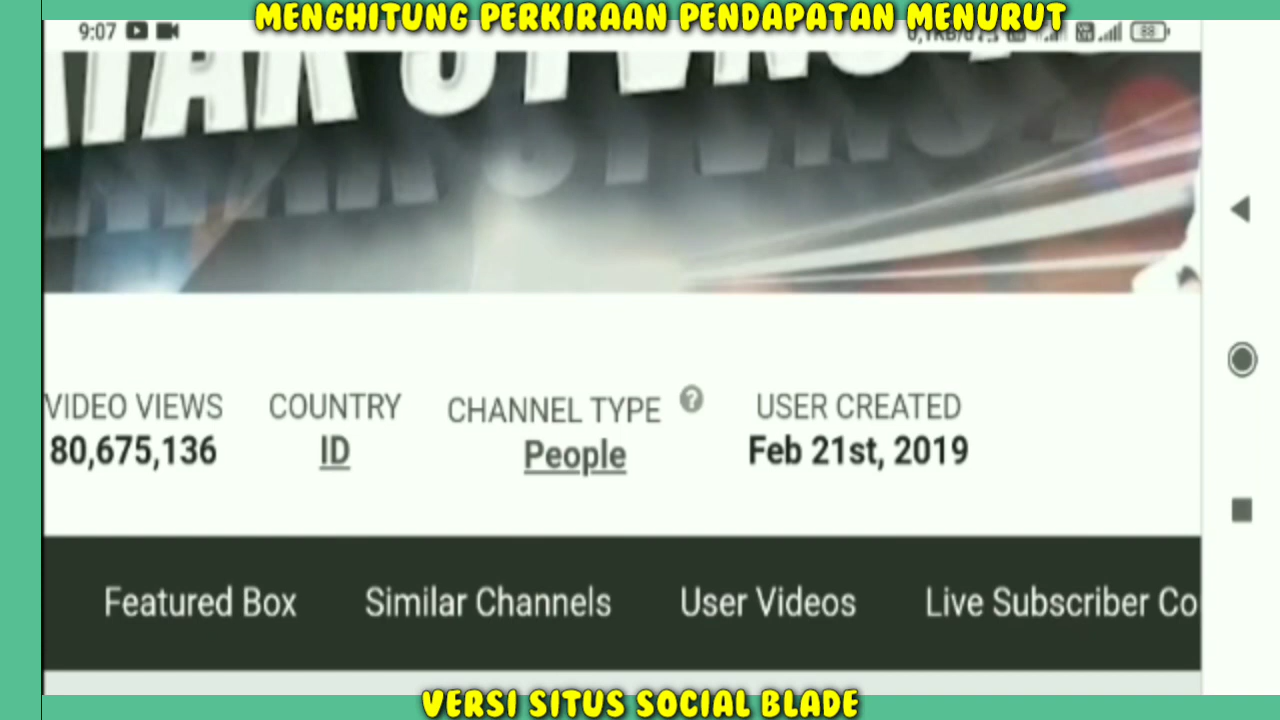 MENGHITUNG PERKIRAAN PENDAPATAN MENURUT
9:07
88
VIDEO VIEWS
80,675,136
COUNTRY
ID
CHANNEL TYPE ?
People
USER CREATED
Feb 21st, 2019
Featured Box Similar Channels User Videos Live Subscriber Co
VERSI SITUS SOCIAL BLADE